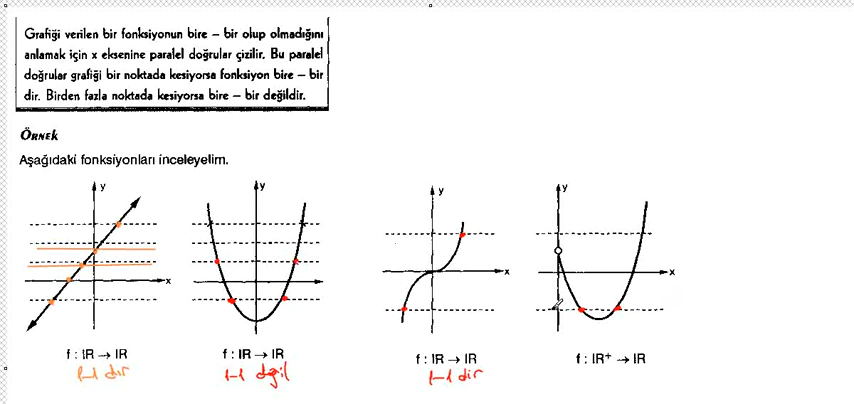 Grafiği verilen bir fonksiyonun bire – bir olup olmadığını
anlamak için x eksenine paralel doğrular çizilir. Bu paralel
doğrular grafiği bir noktada kesiyorsa fonksiyon bire – bir
dir. Birden fazla noktada kesiyorsa bire – bir değildir.
ÖRNEK
Aşağıdaki fonksiyonları inceleyelim.
y y y y
x x x
f : IR → IR f : IR → IR f : IR → IR f : IR⁺ → IR
1–1 dır 1–1 değil 1–1 dir